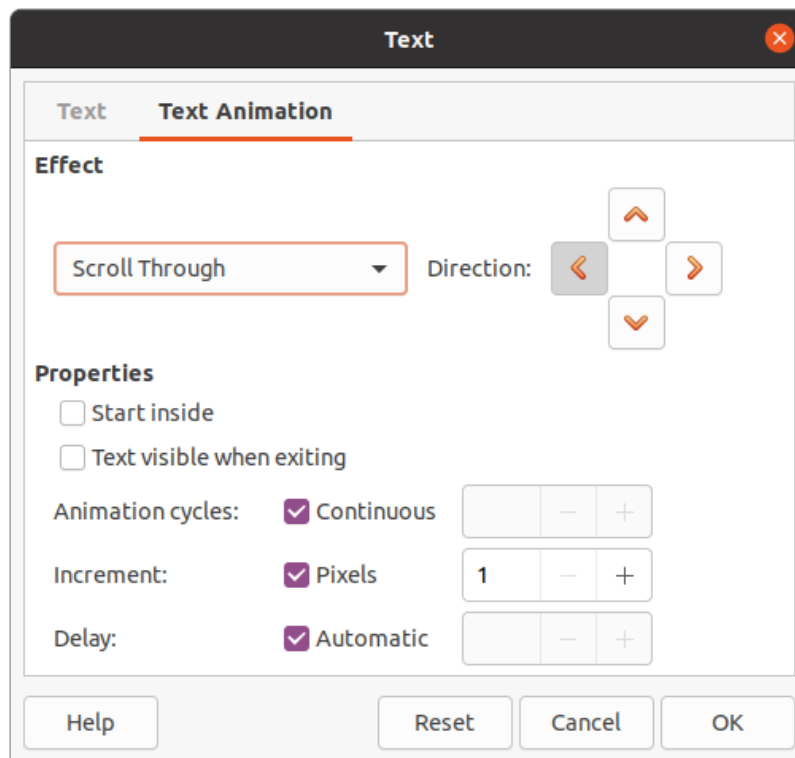 Text
Text Text Animation
Effect
Scroll Through Direction:
Properties
Start inside
Text visible when exiting
Animation cycles: Continuous
Increment: Pixels 1
Delay: Automatic
Help Reset Cancel OK